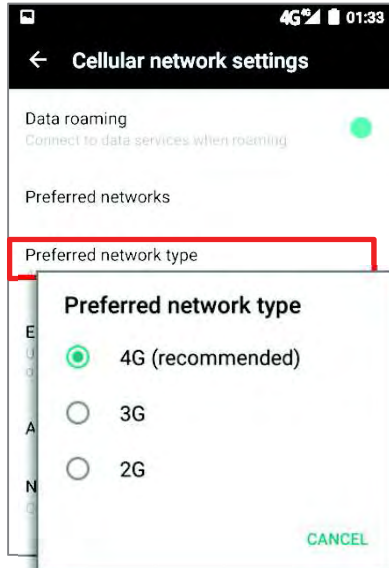 4G 4G 01:33
← Cellular network settings
Data roaming
Connect to data services when roaming
Preferred networks
Preferred network type
Preferred network type
E
U
4G (recommended)
o
3G
A
2G
N
CANCEL